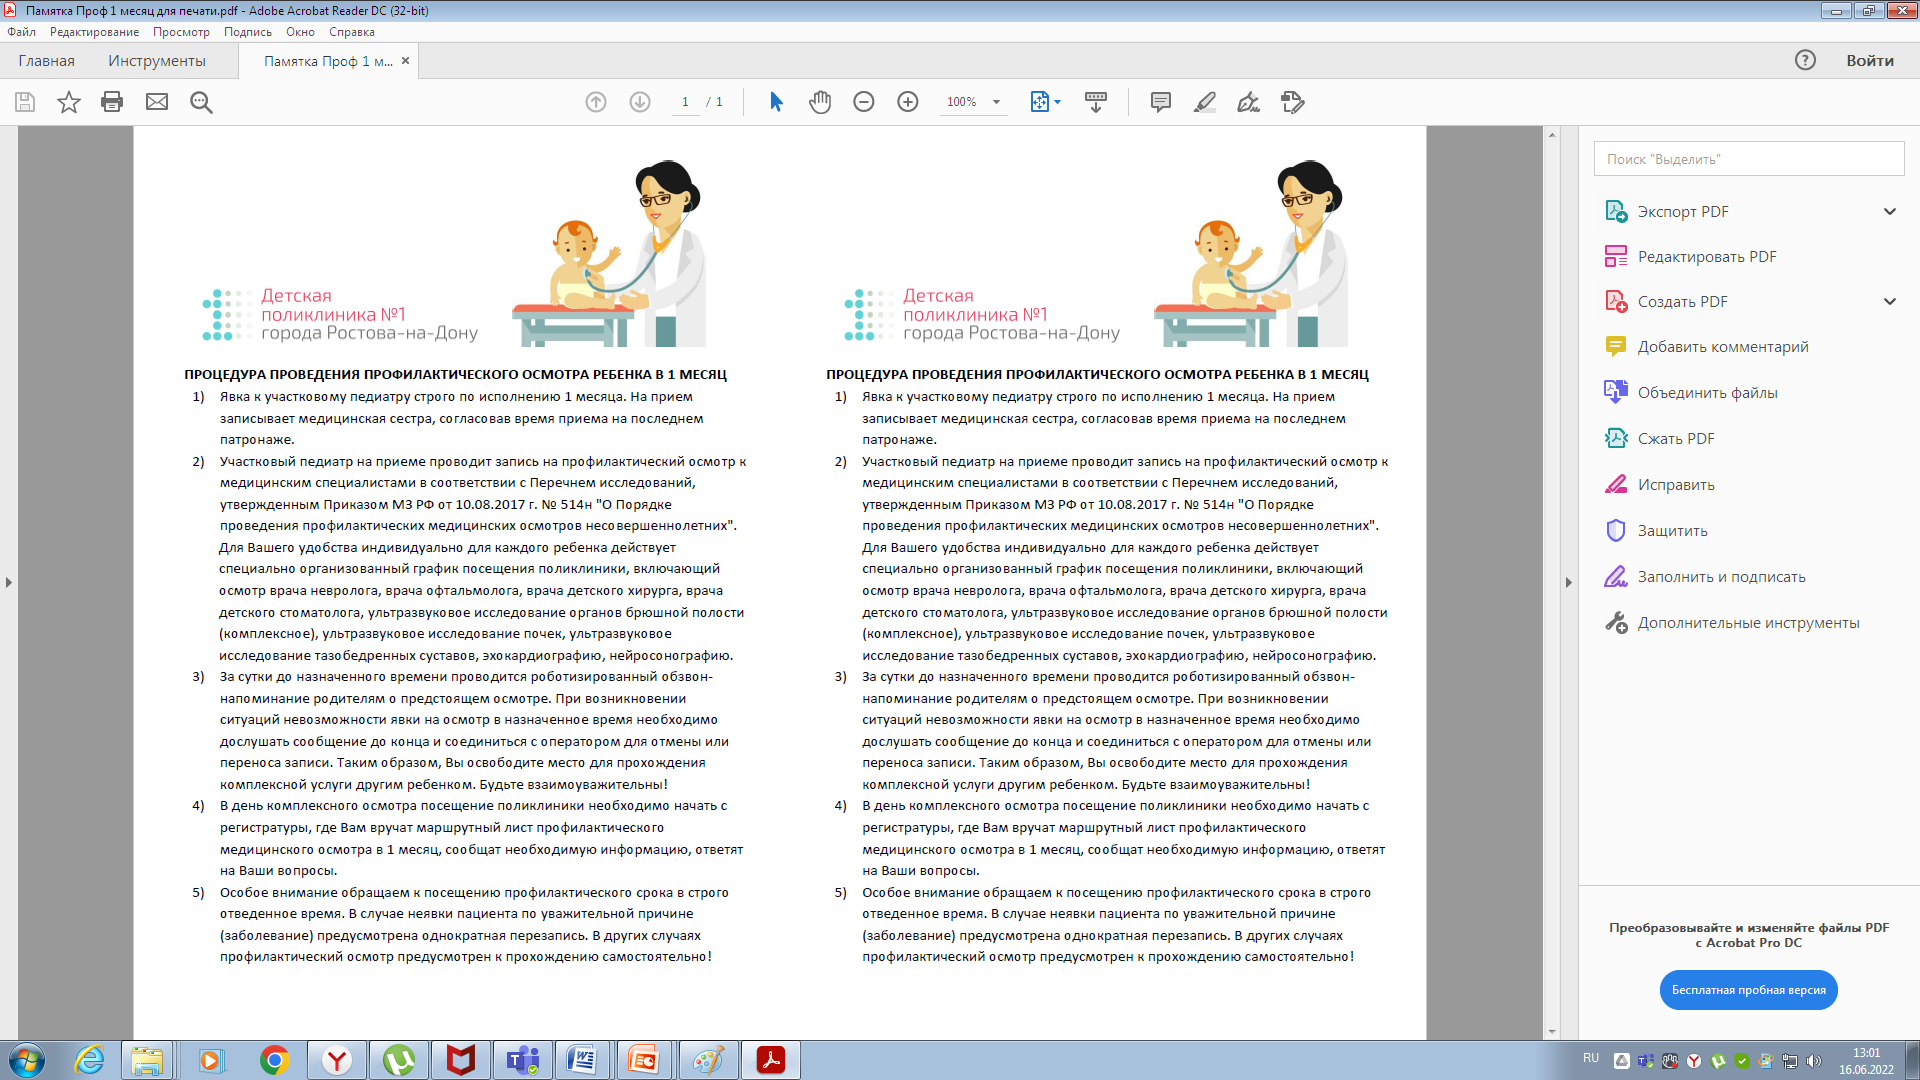 Памятка Проф 1 месяц для печати.pdf - Adobe Acrobat Reader DC (32-bit)
Файл Редактирование Просмотр Подпись Окно Справка
Главная Инструменты Памятка Проф 1 м... Войти
1 / 1 100%
Детская
поликлиника №1
города Ростова-на-Дону
ПРОЦЕДУРА ПРОВЕДЕНИЯ ПРОФИЛАКТИЧЕСКОГО ОСМОТРА РЕБЕНКА В 1 МЕСЯЦ
1) Явка к участковому педиатру строго по исполнению 1 месяца. На прием
записывает медицинская сестра, согласовав время приема на последнем
патронаже.
2) Участковый педиатр на приеме проводит запись на профилактический осмотр к
медицинским специалистами в соответствии с Перечнем исследований,
утвержденным Приказом МЗ РФ от 10.08.2017 г. № 514н "О Порядке
проведения профилактических медицинских осмотров несовершеннолетних".
Для Вашего удобства индивидуально для каждого ребенка действует
специально организованный график посещения поликлиники, включающий
осмотр врача невролога, врача офтальмолога, врача детского хирурга, врача
детского стоматолога, ультразвуковое исследование органов брюшной полости
(комплексное), ультразвуковое исследование почек, ультразвуковое
исследование тазобедренных суставов, эхокардиографию, нейросонографию.
3) За сутки до назначенного времени проводится роботизированный обзвон-
напоминание родителям о предстоящем осмотре. При возникновении
ситуаций невозможности явки на осмотр в назначенное время необходимо
дослушать сообщение до конца и соединиться с оператором для отмены или
переноса записи. Таким образом, Вы освободите место для прохождения
комплексной услуги другим ребенком. Будьте взаимоуважительны!
4) В день комплексного осмотра посещение поликлиники необходимо начать с
регистратуры, где Вам вручат маршрутный лист профилактического
медицинского осмотра в 1 месяц, сообщат необходимую информацию, ответят
на Ваши вопросы.
5) Особое внимание обращаем к посещению профилактического срока в строго
отведенное время. В случае неявки пациента по уважительной причине
(заболевание) предусмотрена однократная перезапись. В других случаях
профилактический осмотр предусмотрен к прохождению самостоятельно!
Детская
поликлиника №1
города Ростова-на-Дону
ПРОЦЕДУРА ПРОВЕДЕНИЯ ПРОФИЛАКТИЧЕСКОГО ОСМОТРА РЕБЕНКА В 1 МЕСЯЦ
1) Явка к участковому педиатру строго по исполнению 1 месяца. На прием
записывает медицинская сестра, согласовав время приема на последнем
патронаже.
2) Участковый педиатр на приеме проводит запись на профилактический осмотр к
медицинским специалистами в соответствии с Перечнем исследований,
утвержденным Приказом МЗ РФ от 10.08.2017 г. № 514н "О Порядке
проведения профилактических медицинских осмотров несовершеннолетних".
Для Вашего удобства индивидуально для каждого ребенка действует
специально организованный график посещения поликлиники, включающий
осмотр врача невролога, врача офтальмолога, врача детского хирурга, врача
детского стоматолога, ультразвуковое исследование органов брюшной полости
(комплексное), ультразвуковое исследование почек, ультразвуковое
исследование тазобедренных суставов, эхокардиографию, нейросонографию.
3) За сутки до назначенного времени проводится роботизированный обзвон-
напоминание родителям о предстоящем осмотре. При возникновении
ситуаций невозможности явки на осмотр в назначенное время необходимо
дослушать сообщение до конца и соединиться с оператором для отмены или
переноса записи. Таким образом, Вы освободите место для прохождения
комплексной услуги другим ребенком. Будьте взаимоуважительны!
4) В день комплексного осмотра посещение поликлиники необходимо начать с
регистратуры, где Вам вручат маршрутный лист профилактического
медицинского осмотра в 1 месяц, сообщат необходимую информацию, ответят
на Ваши вопросы.
5) Особое внимание обращаем к посещению профилактического срока в строго
отведенное время. В случае неявки пациента по уважительной причине
(заболевание) предусмотрена однократная перезапись. В других случаях
профилактический осмотр предусмотрен к прохождению самостоятельно!
Поиск "Выделить"
Экспорт PDF
Редактировать PDF
Создать PDF
Добавить комментарий
Объединить файлы
Сжать PDF
Исправить
Защитить
Заполнить и подписать
Дополнительные инструменты
Преобразовывайте и изменяйте файлы PDF
с Acrobat Pro DC
Бесплатная пробная версия
RU 13:01
16.06.2022